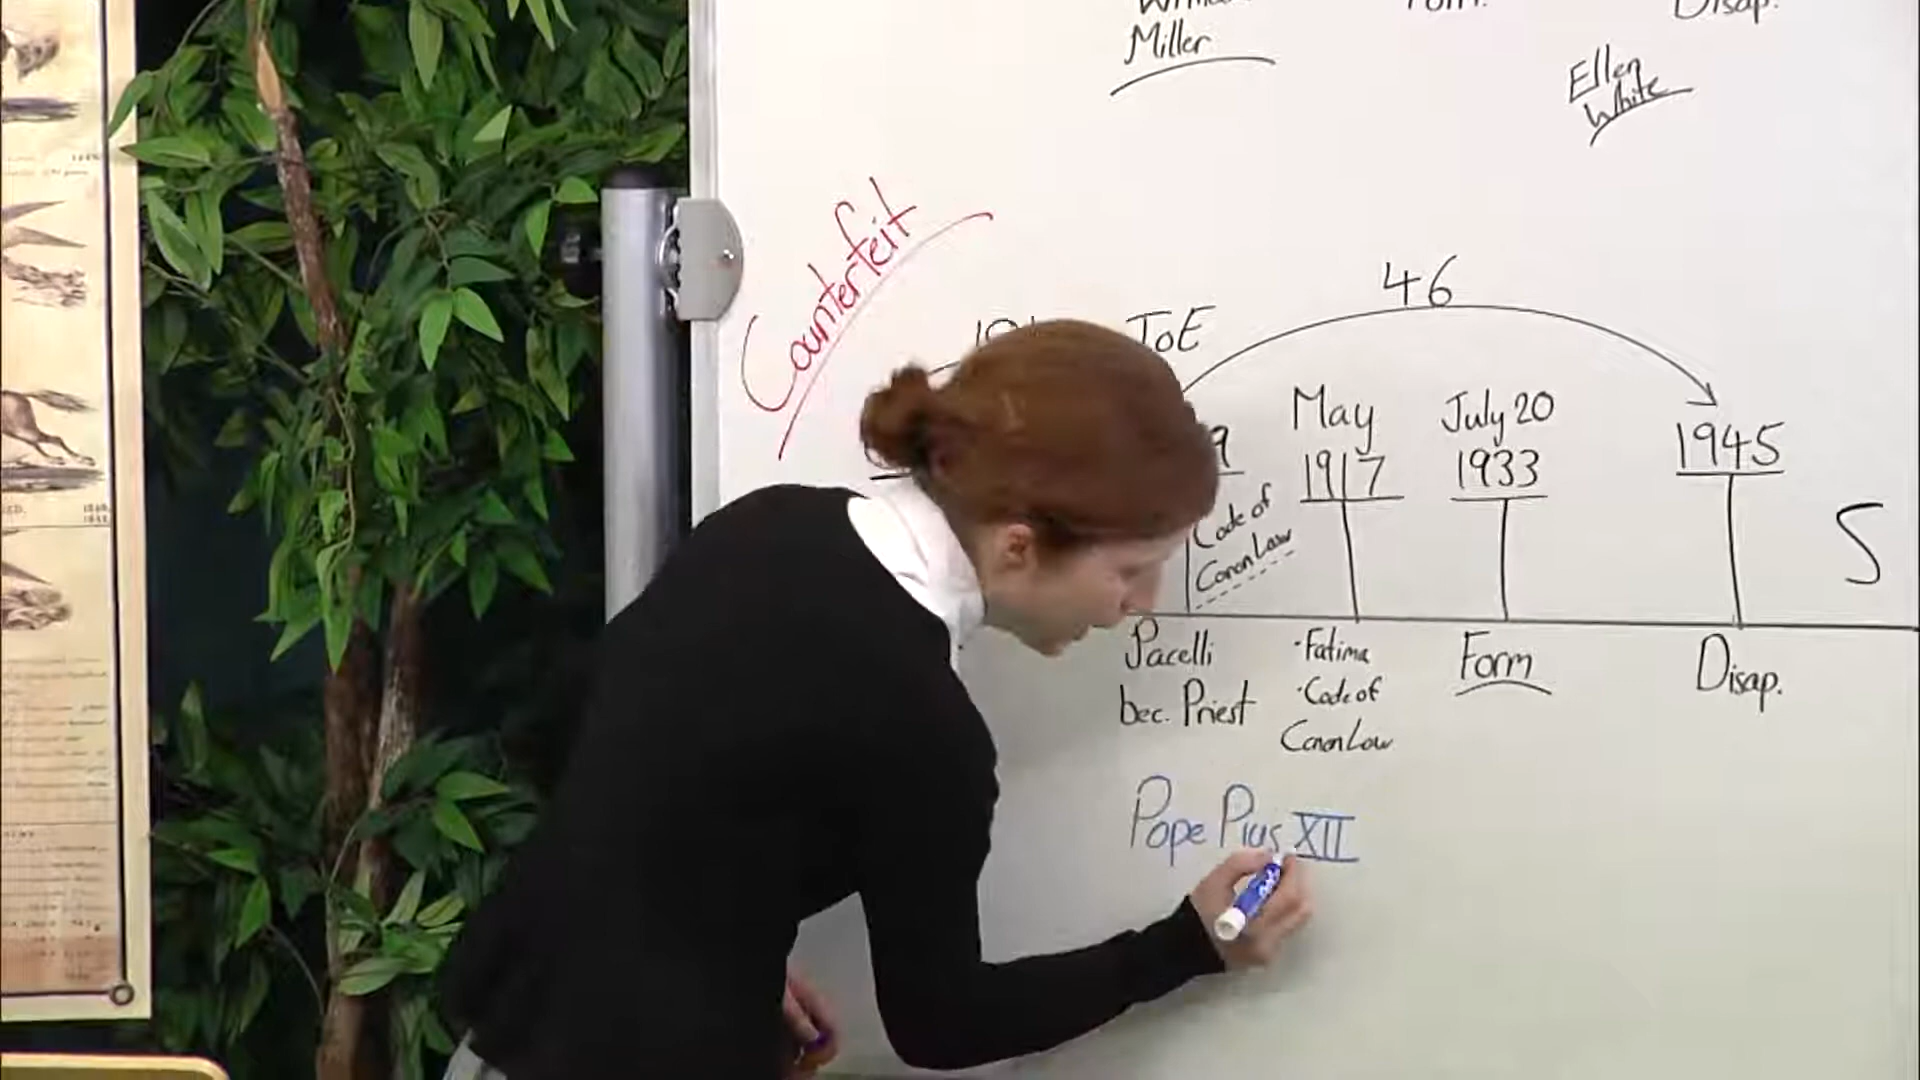 Miller
Disap.
Ellen
White
Counterfeit
46
ToE
May
1917
July 20
1933
1945
9
Code of
Canon Law
S
Pacelli
bec. Priest
·Fatima
·Code of
Canon Law
Form
Disap.
Pope Pius XII